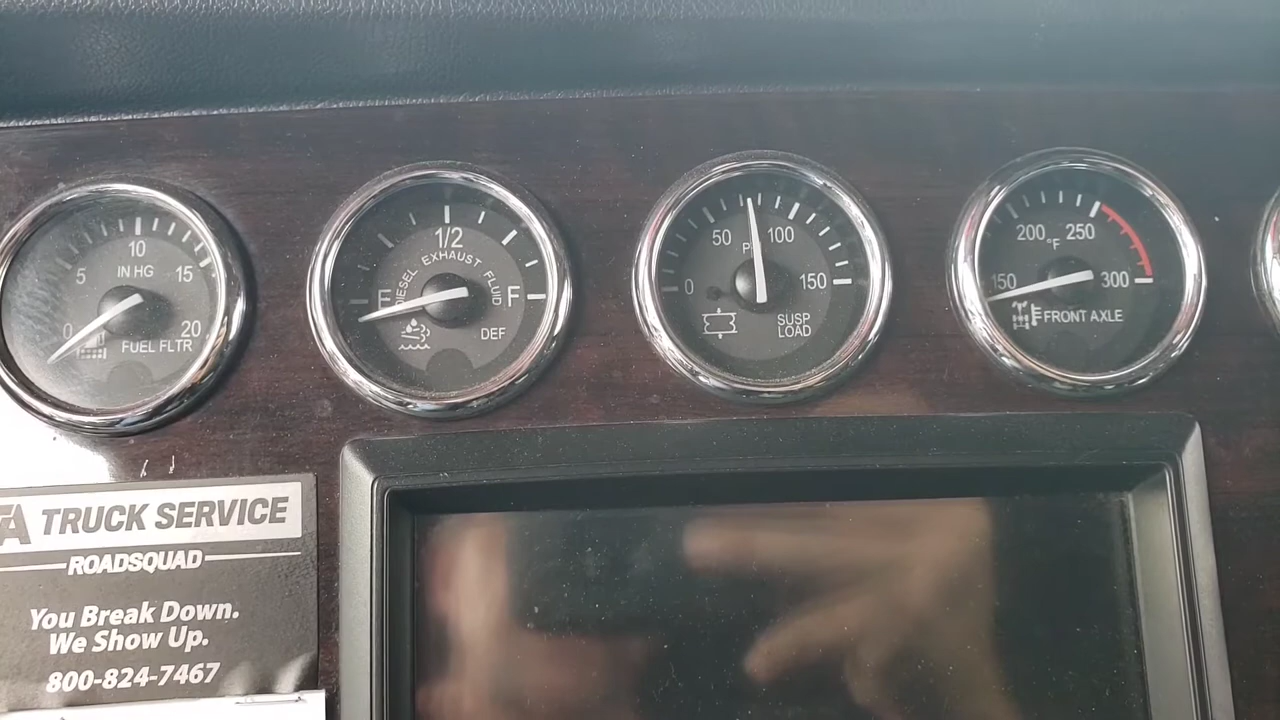 10
IN HG
5
15
0
20
FUEL FLTR
1/2
DIESEL EXHAUST FLUID
E
F
DEF
50
100
0
150
SUSP
LOAD
200
°F
250
150
300
FRONT AXLE
TA TRUCK SERVICE
ROADSQUAD
You Break Down.
We Show Up.
800-824-7467